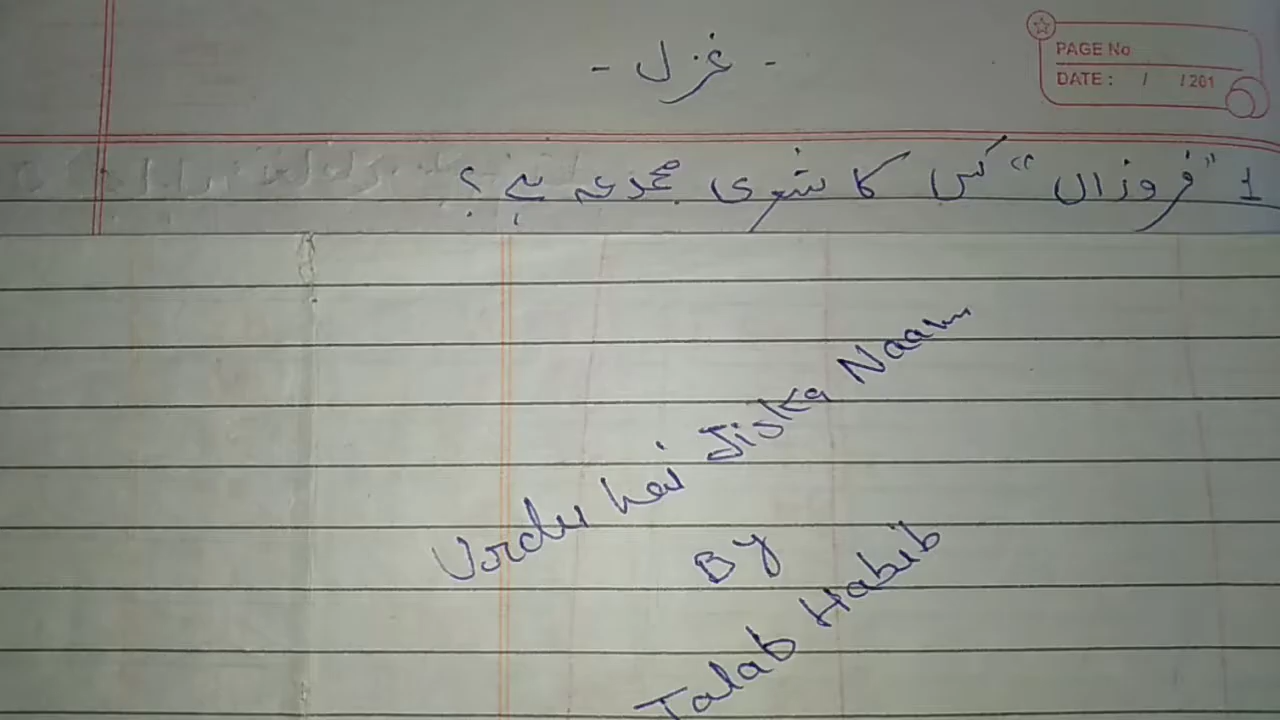 - غزل -
PAGE No
DATE : / / 201
1 "فروزاں" کس کا شعری مجموعہ ہے ؟
Urdu hai Jiska Naam
By
Talab Habib